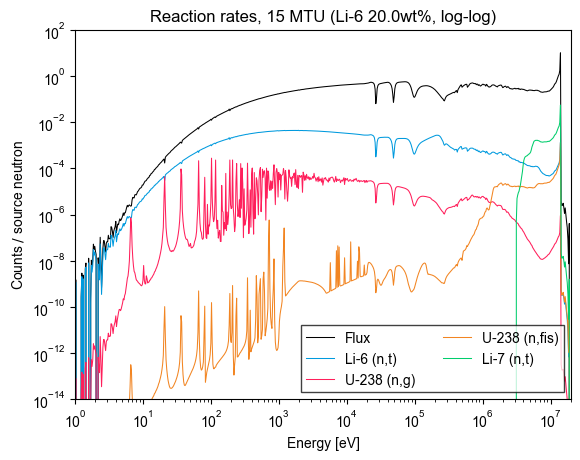 Reaction rates, 15 MTU (Li-6 20.0wt%, log-log)
Counts / source neutron
10^2
10^0
10^−2
10^−4
10^−6
10^−8
10^−10
10^−12
10^−14
Flux
Li-6 (n,t)
U-238 (n,g)
U-238 (n,fis)
Li-7 (n,t)
10^0 10^1 10^2 10^3 10^4 10^5 10^6 10^7
Energy [eV]